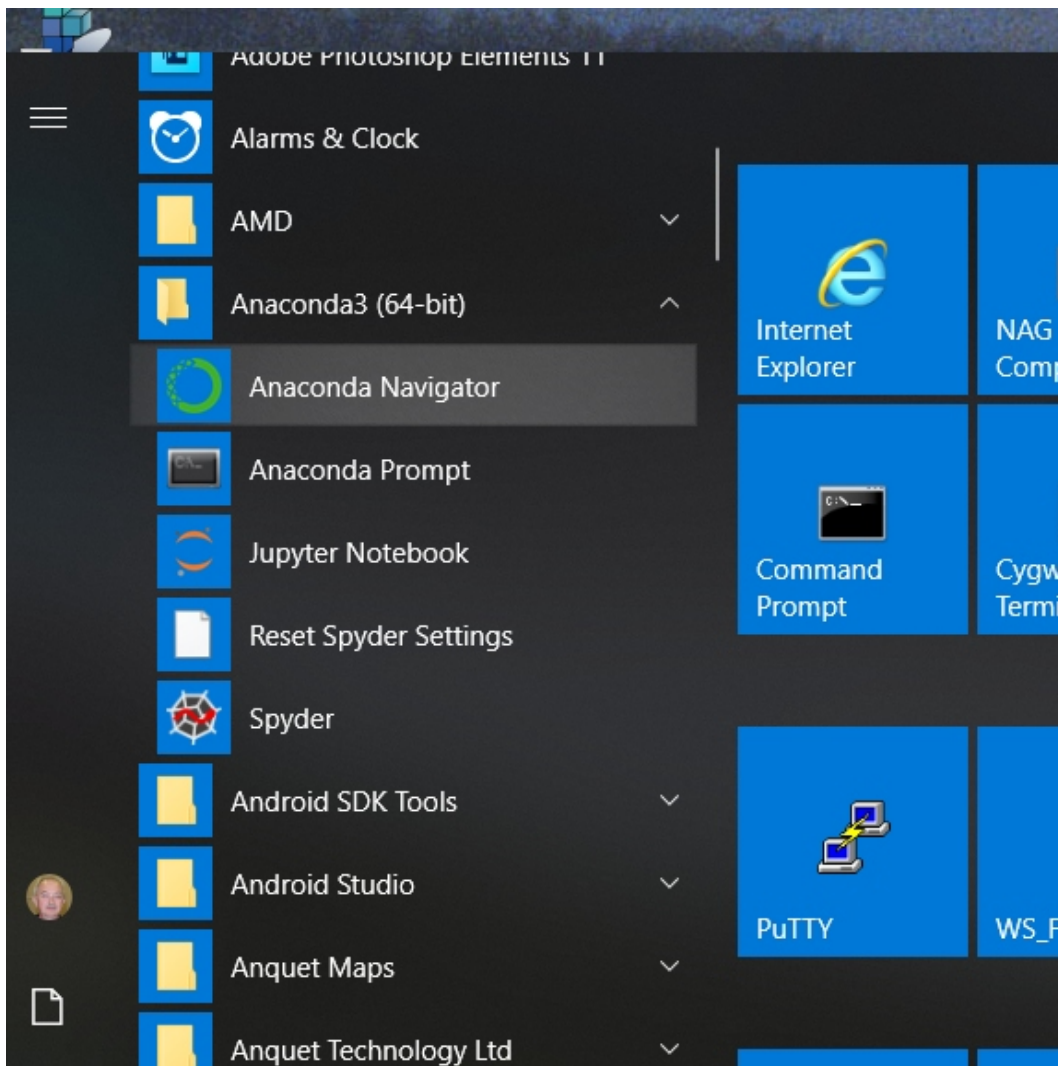 Adobe Photoshop Elements 11
Alarms & Clock
AMD
Anaconda3 (64-bit)
Anaconda Navigator
Anaconda Prompt
Jupyter Notebook
Reset Spyder Settings
Spyder
Android SDK Tools
Android Studio
Anquet Maps
Anquet Technology Ltd
Internet
Explorer
NAG
Comp
Command
Prompt
Cygw
Termi
PuTTY
WS_F
C:\_
C:\_